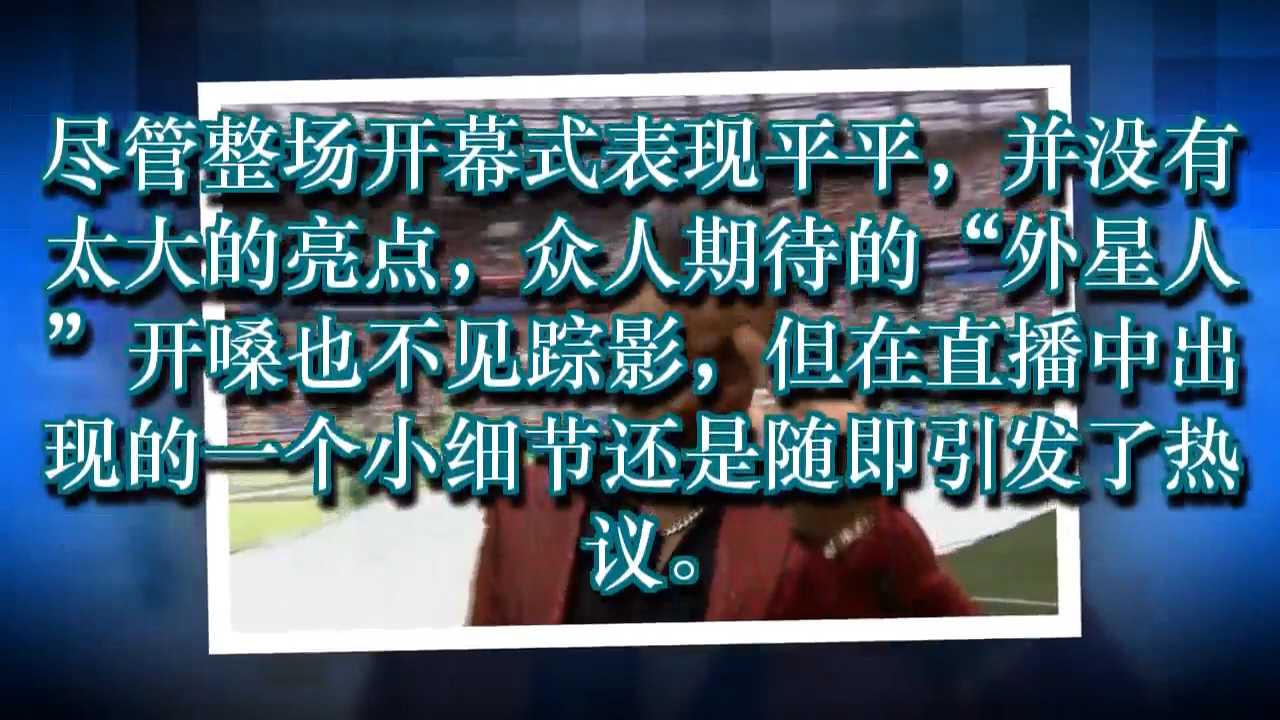 尽管整场开幕式表现平平，并没有
太大的亮点，众人期待的“外星人
”开嗓也不见踪影，但在直播中出
现的一个小细节还是随即引发了热
议。